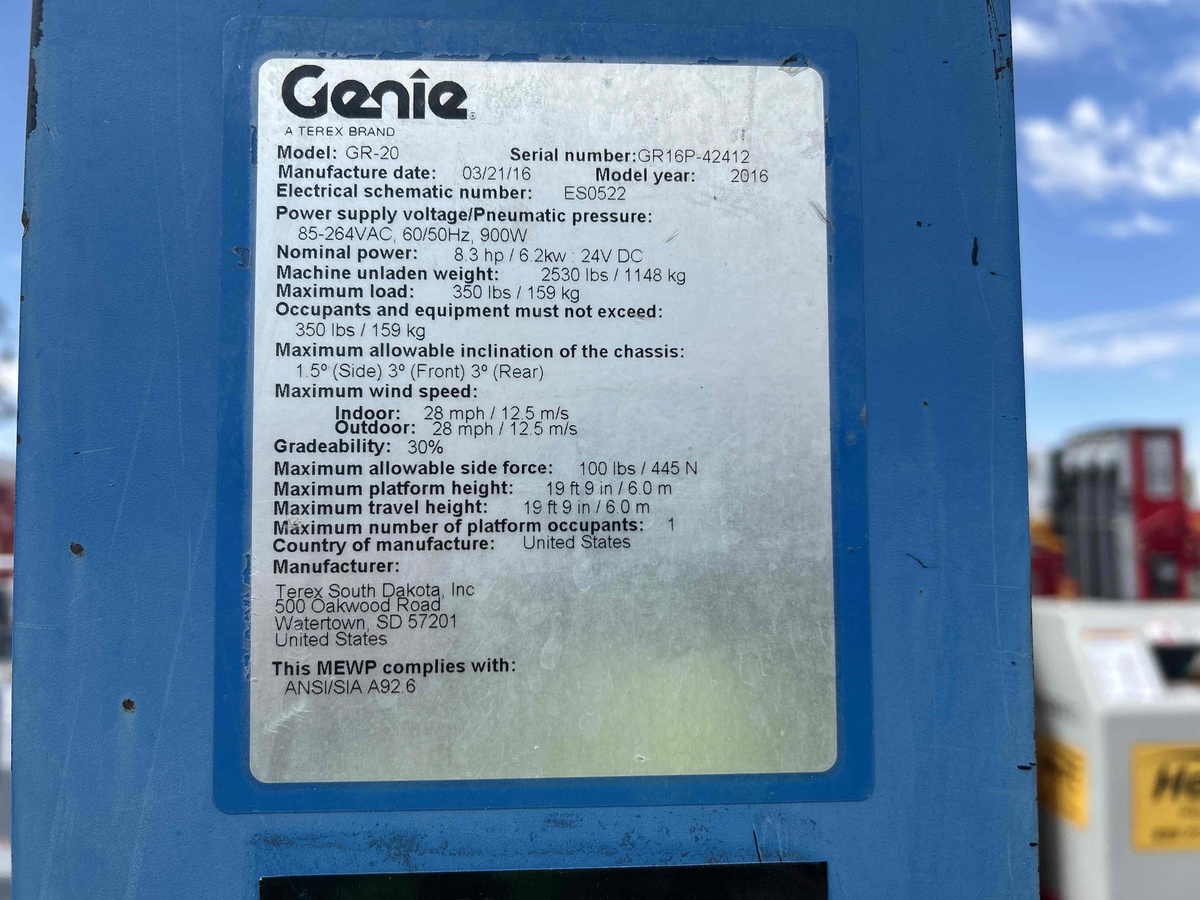 Genie
A TEREX BRAND
Model: GR-20 Serial number:GR16P-42412
Manufacture date: 03/21/16 Model year: 2016
Electrical schematic number: ES0522
Power supply voltage/Pneumatic pressure:
85-264VAC, 60/50Hz, 900W
Nominal power: 8.3 hp / 6.2kw : 24V DC
Machine unladen weight: 2530 lbs / 1148 kg
Maximum load: 350 lbs / 159 kg
Occupants and equipment must not exceed:
350 lbs / 159 kg
Maximum allowable inclination of the chassis:
1.5º (Side) 3º (Front) 3º (Rear)
Maximum wind speed:
Indoor: 28 mph / 12.5 m/s
Outdoor: 28 mph / 12.5 m/s
Gradeability: 30%
Maximum allowable side force: 100 lbs / 445 N
Maximum platform height: 19 ft 9 in / 6.0 m
Maximum travel height: 19 ft 9 in / 6.0 m
Maximum number of platform occupants: 1
Country of manufacture: United States
Manufacturer:
Terex South Dakota, Inc
500 Oakwood Road
Watertown, SD 57201
United States
This MEWP complies with:
ANSI/SIA A92.6